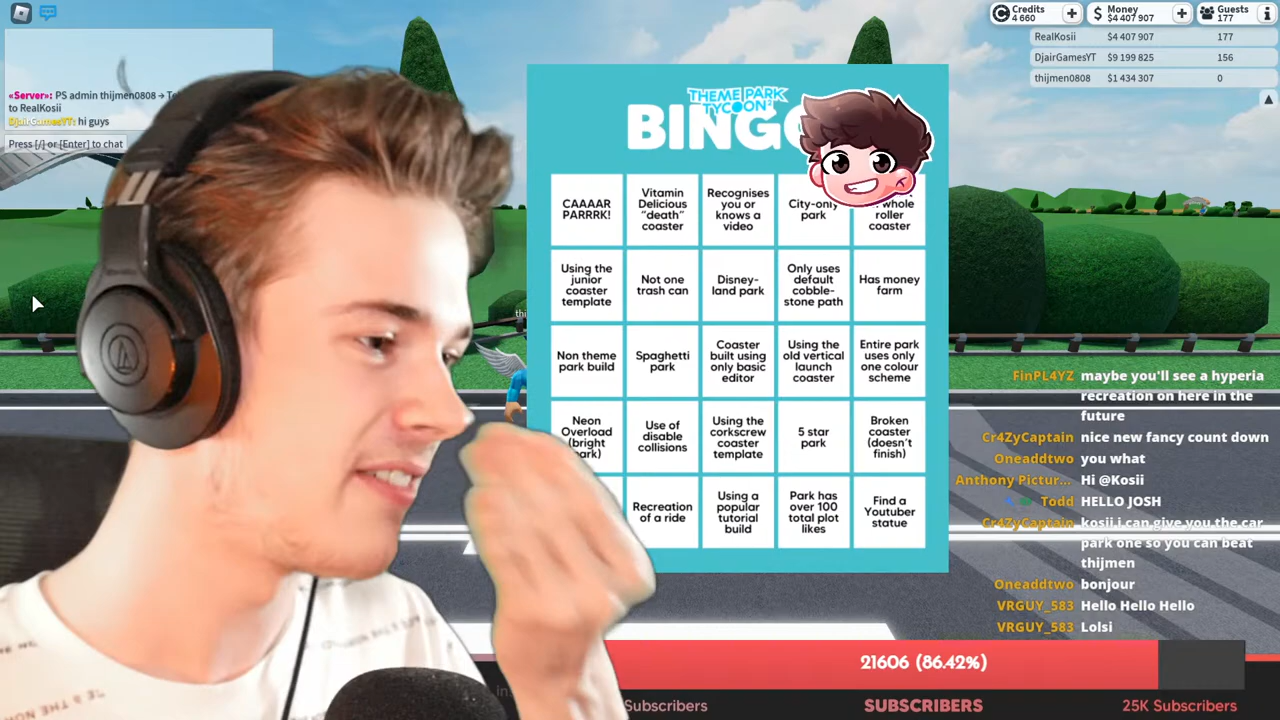 Credits
4 660
Money
$4 407 907
Guests
177
RealKosii $4 407 907 177
DjairGamesYT $9 199 825 156
thijmen0808 $1 434 307 0
«Server»: PS admin thijmen0808 →
to RealKosii
DjairGamesYT: hi guys
Press [/] or [Enter] to chat
THEME PARK
TYCOON 2
BINGO
CAAAAR
PARRRK!
Vitamin
Delicious
"death"
coaster
Recognises
you or
knows a
video
City-only
park
whole
roller
coaster
Using the
junior
coaster
template
Not one
trash can
Disney-
land park
Only uses
default
cobble-
stone path
Has money
farm
Non theme
park build
Spaghetti
park
Coaster
built using
only basic
editor
Using the
old vertical
launch
coaster
Entire park
uses only
one colour
scheme
Neon
Overload
(bright
park)
Use of
disable
collisions
Using the
corkscrew
coaster
template
5 star
park
Broken
coaster
(doesn't
finish)
Recreation
of a ride
Using a
popular
tutorial
build
Park has
over 100
total plot
likes
Find a
Youtuber
statue
FinPL4YZ maybe you'll see a hyperia
recreation on here in the
future
Cr4ZyCaptain nice new fancy count down
Oneaddtwo you what
Anthony Pictur... Hi @Kosii
Todd HELLO JOSH
Cr4ZyCaptain kosii i can give you the car
park one so you can beat
thijmen
Oneaddtwo bonjour
VRGUY_583 Hello Hello Hello
VRGUY_583 Lolsi
21606 (86.42%)
Subscribers SUBSCRIBERS 25K Subscribers